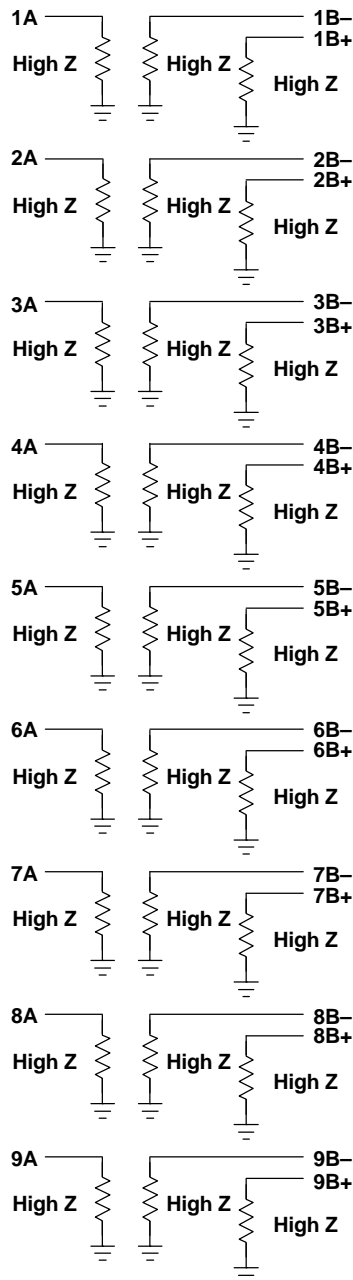 1A 1B–
1B+
High Z High Z High Z
2A 2B–
2B+
High Z High Z High Z
3A 3B–
3B+
High Z High Z High Z
4A 4B–
4B+
High Z High Z High Z
5A 5B–
5B+
High Z High Z High Z
6A 6B–
6B+
High Z High Z High Z
7A 7B–
7B+
High Z High Z High Z
8A 8B–
8B+
High Z High Z High Z
9A 9B–
9B+
High Z High Z High Z